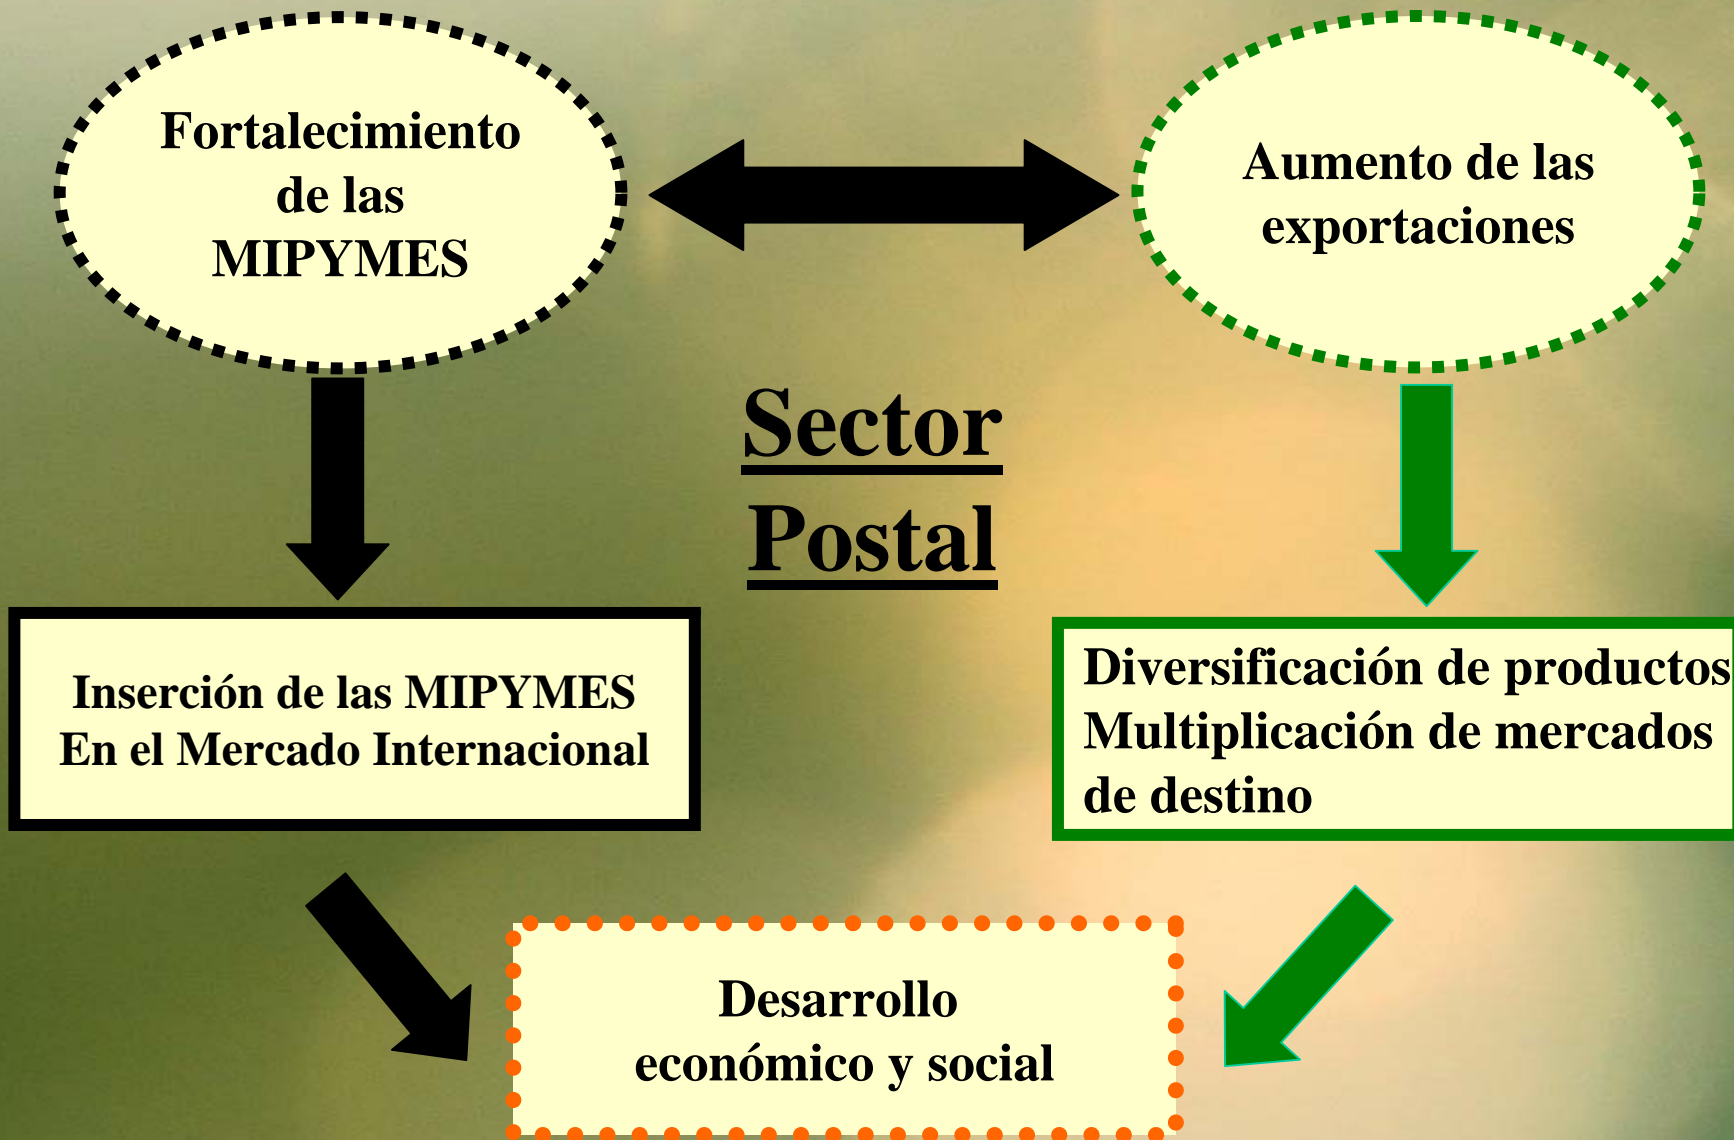 Fortalecimiento
de las
MIPYMES
Aumento de las
exportaciones
Sector
Postal
Inserción de las MIPYMES
En el Mercado Internacional
Diversificación de productos
Multiplicación de mercados
de destino
Desarrollo
económico y social